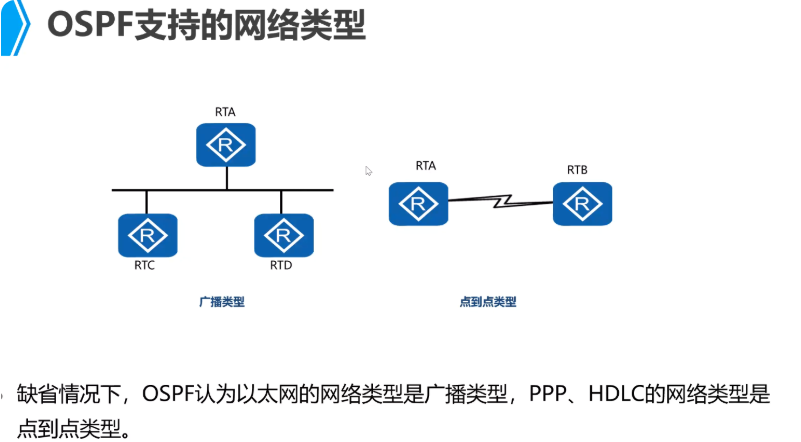 OSPF支持的网络类型
RTA
R
RTA
RTB
R
R
R
R
RTC
RTD
广播类型
点到点类型
缺省情况下，OSPF认为以太网的网络类型是广播类型，PPP、HDLC的网络类型是
点到点类型。